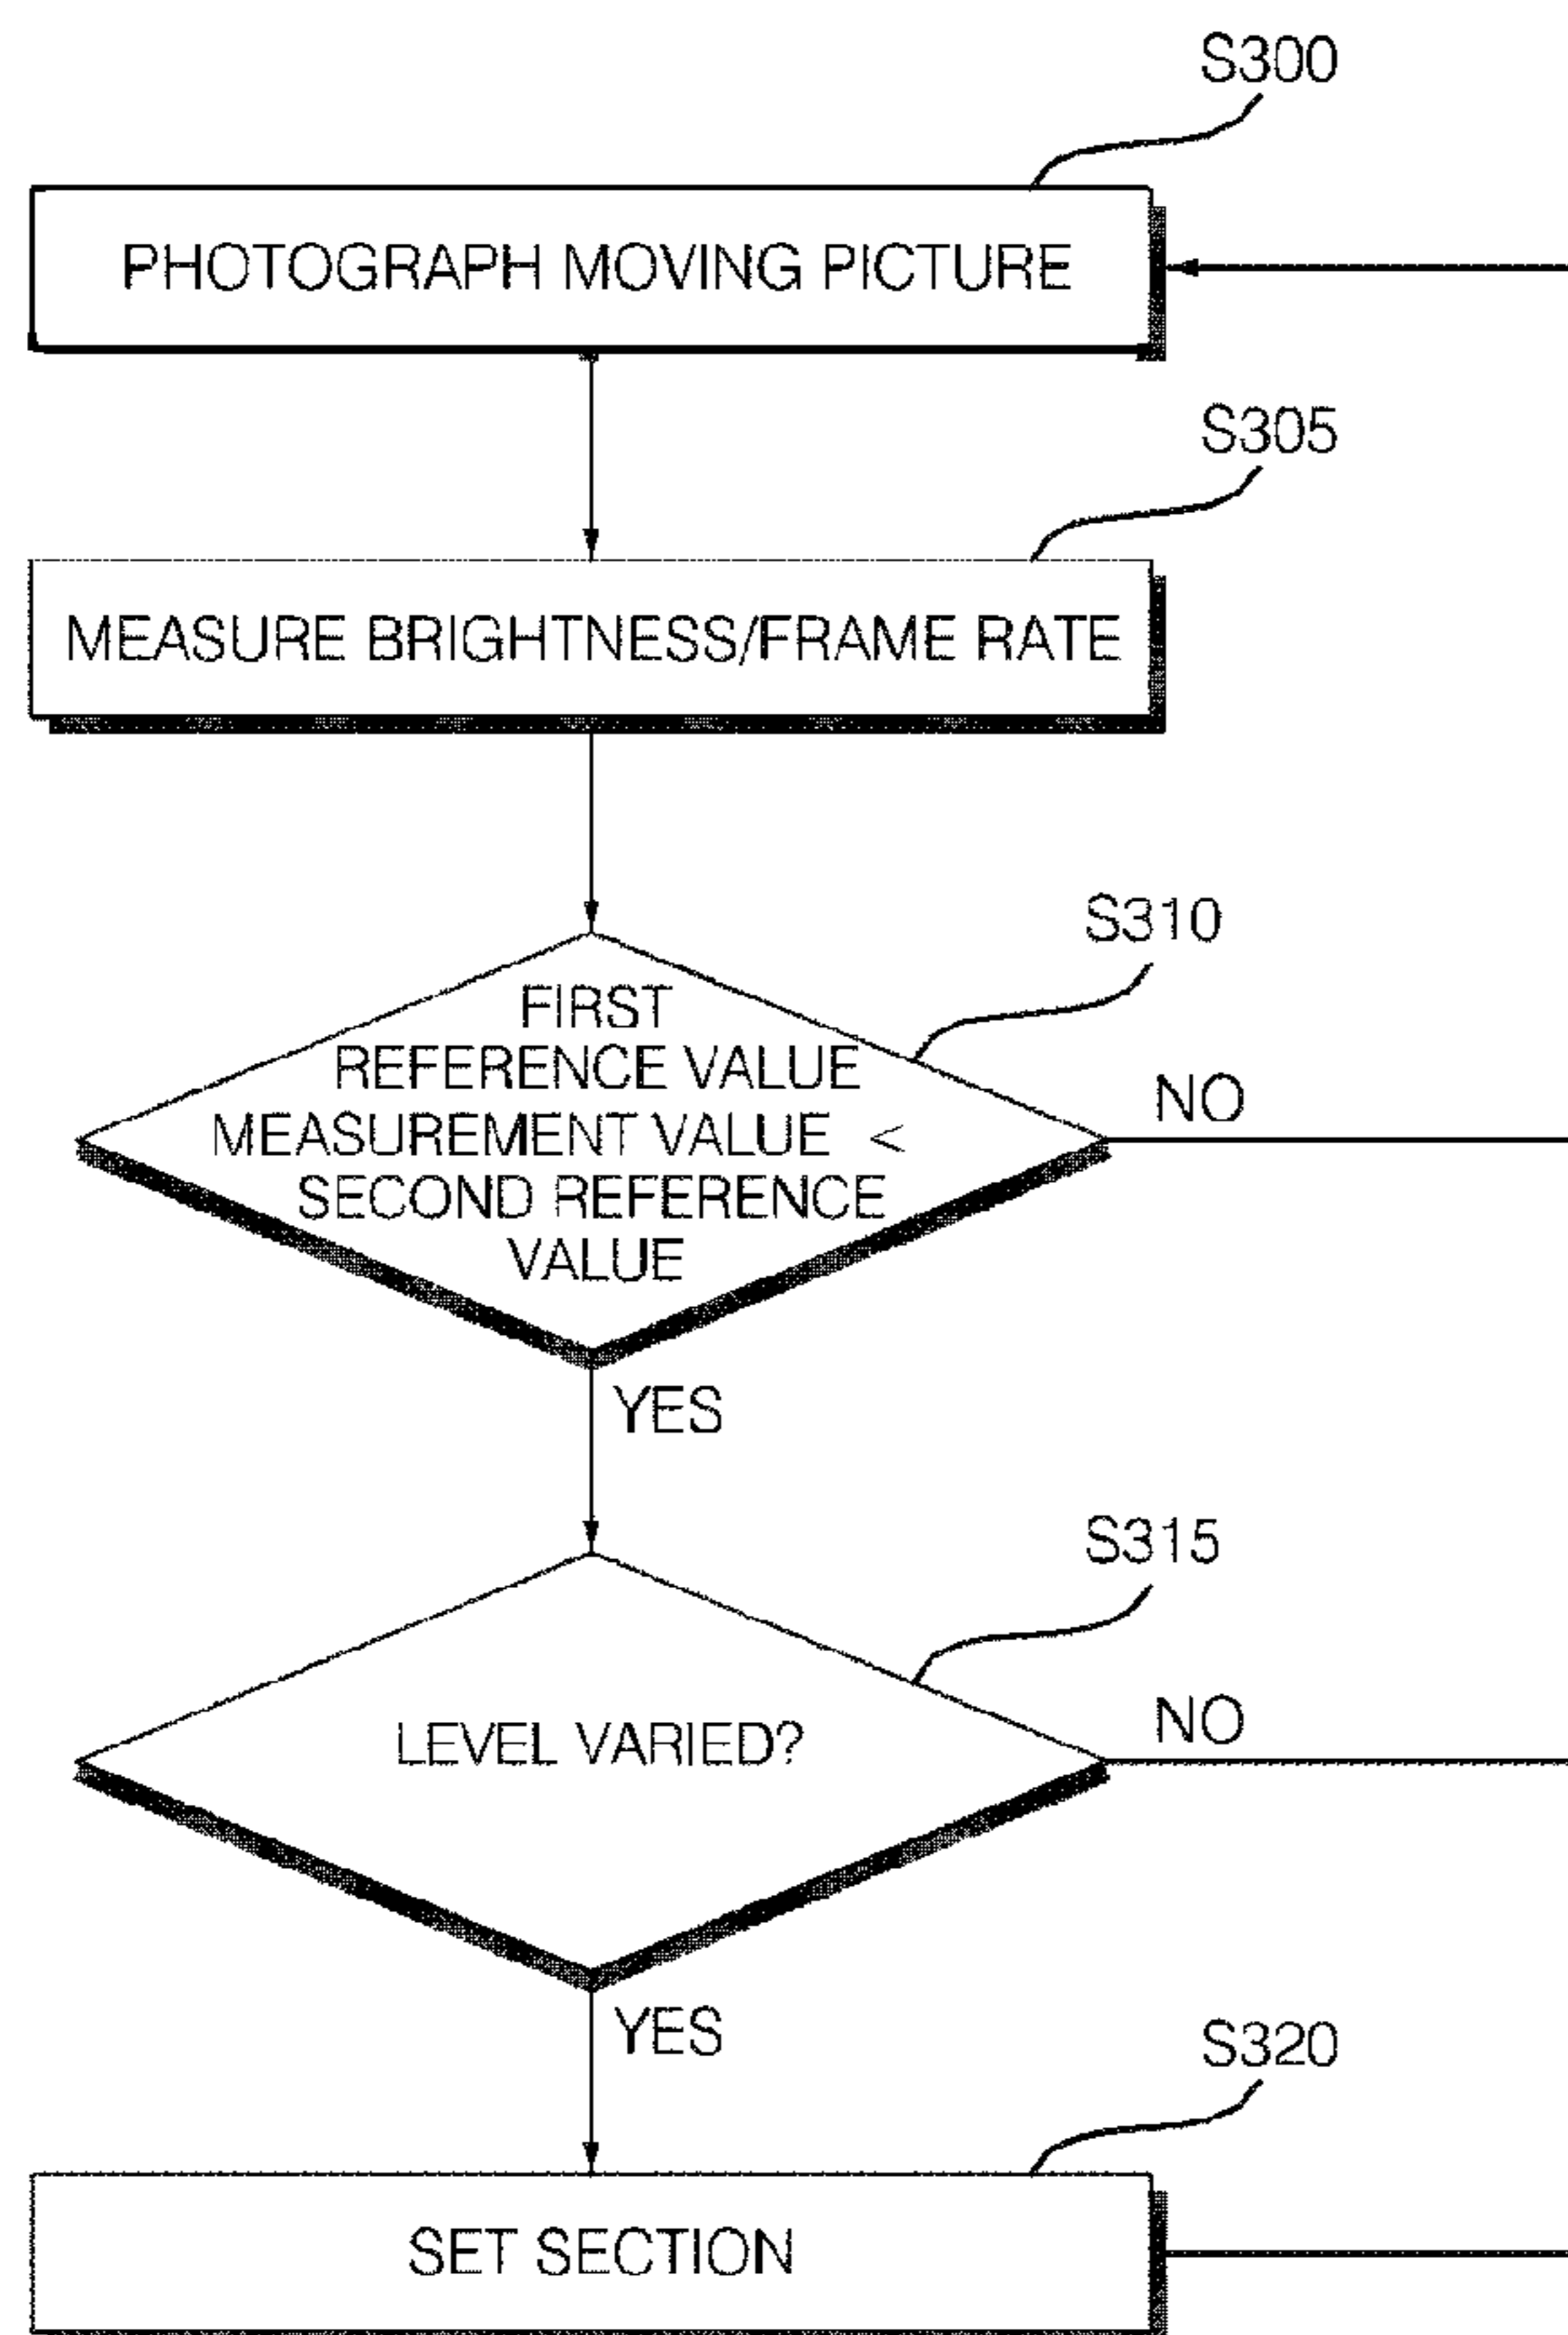 S300
PHOTOGRAPH MOVING PICTURE
S305
MEASURE BRIGHTNESS/FRAME RATE
S310
FIRST
REFERENCE VALUE
MEASUREMENT VALUE <
SECOND REFERENCE
VALUE
NO
YES
S315
LEVEL VARIED?
NO
YES
S320
SET SECTION